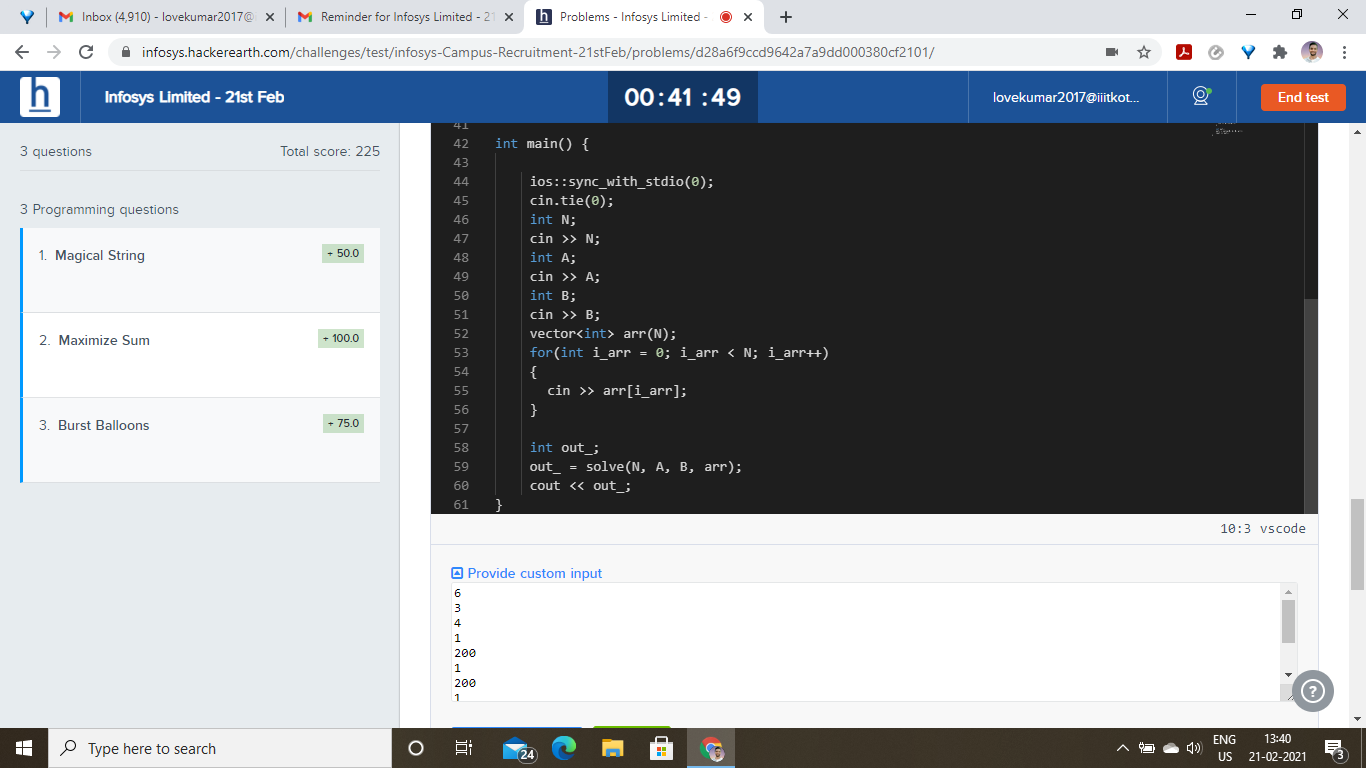 Inbox (4,910) - lovekumar2017@
Reminder for Infosys Limited - 21
Problems - Infosys Limited -
infosys.hackerearth.com/challenges/test/infosys-Campus-Recruitment-21stFeb/problems/d28a6f9ccd9642a7a9dd000380cf2101/
h
Infosys Limited - 21st Feb
00:41 :49
lovekumar2017@iiitkot...
End test
3 questions
Total score: 225
3 Programming questions
1. Magical String
+ 50.0
2. Maximize Sum
+ 100.0
3. Burst Balloons
+ 75.0
41
42 int main() {
43
44 ios::sync_with_stdio(0);
45 cin.tie(0);
46 int N;
47 cin >> N;
48 int A;
49 cin >> A;
50 int B;
51 cin >> B;
52 vector<int> arr(N);
53 for(int i_arr = 0; i_arr < N; i_arr++)
54 {
55 cin >> arr[i_arr];
56 }
57
58 int out_;
59 out_ = solve(N, A, B, arr);
60 cout << out_;
61 }
10:3 vscode
Provide custom input
6
3
4
1
200
1
200
1
?
Type here to search
24
ENG
US
13:40
21-02-2021
3